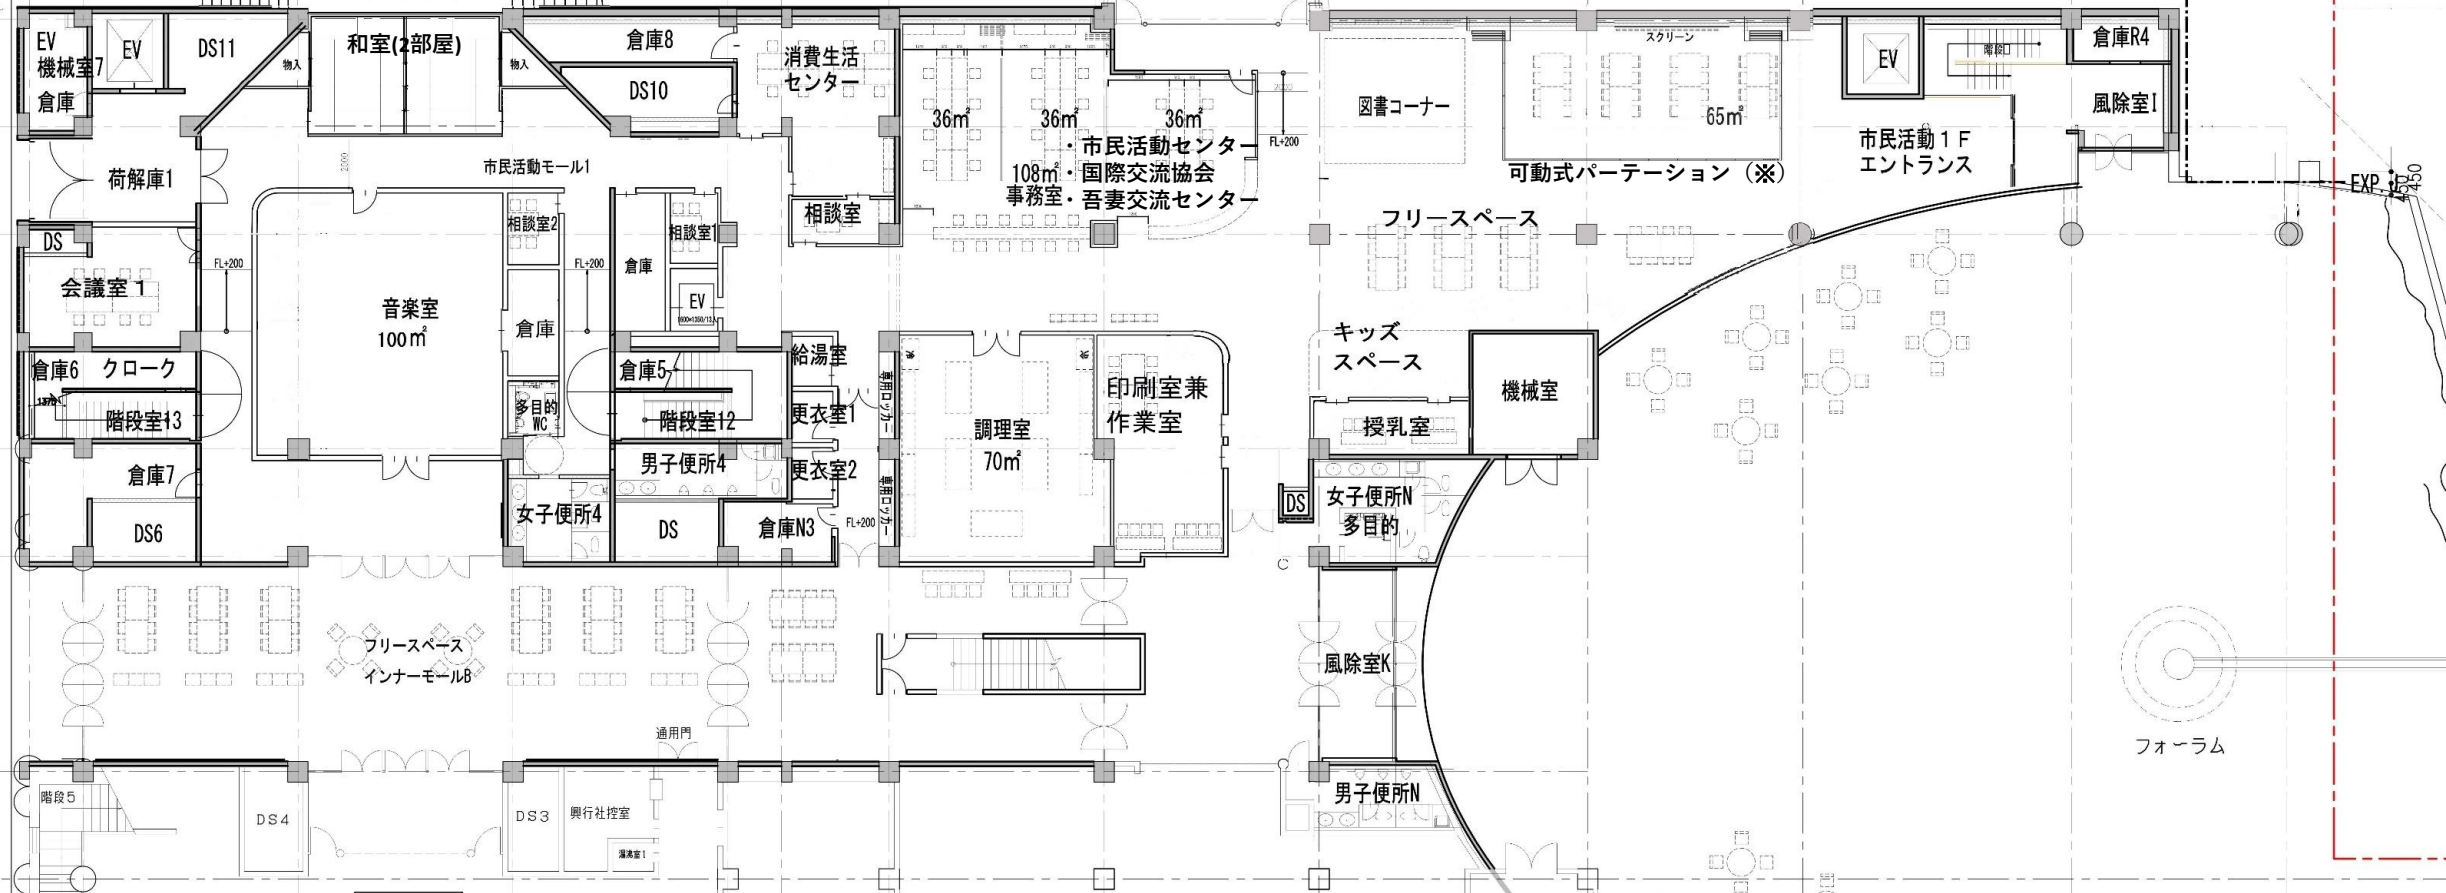 EV
機械室7
倉庫
EV
DS11
物入
和室(2部屋)
物入
倉庫8
DS10
消費生活
センター
相談室
36㎡
36㎡
36㎡
108㎡
事務室
・市民活動センター
・国際交流協会
・吾妻交流センター
FL+200
図書コーナー
スクリーン
65㎡
可動式パーテーション（※）
フリースペース
EV
階段
倉庫R4
風除室I
市民活動１F
エントランス
EXP.
450
荷解庫1
市民活動モール1
DS
会議室１
FL+200
音楽室
100㎡
相談室2
倉庫
FL+200
倉庫
相談室1
EV
倉庫6
クローク
階段室13
多目的
WC
倉庫5
階段室12
給湯室
更衣室1
更衣室2
専用ロッカー
専用ロッカー
調理室
70㎡
印刷室兼
作業室
キッズ
スペース
授乳室
機械室
倉庫7
DS6
女子便所4
男子便所4
DS
倉庫N3
FL+200
DS
女子便所N
多目的
フリースペース
インナーモールB
通用門
風除室K
男子便所N
フォーラム
階段5
DS4
DS3
興行社控室
湯沸室1